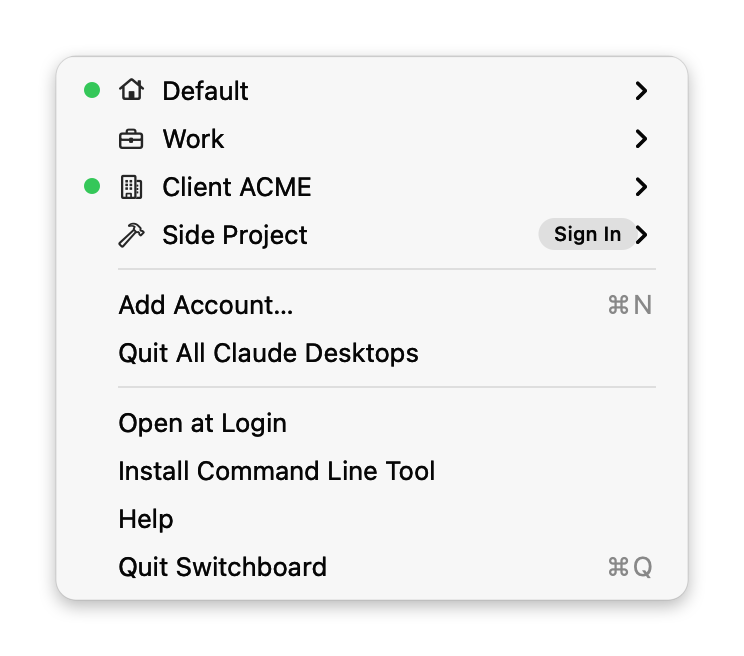 Default
Work
Client ACME
Side Project Sign In
Add Account... ⌘N
Quit All Claude Desktops
Open at Login
Install Command Line Tool
Help
Quit Switchboard ⌘Q